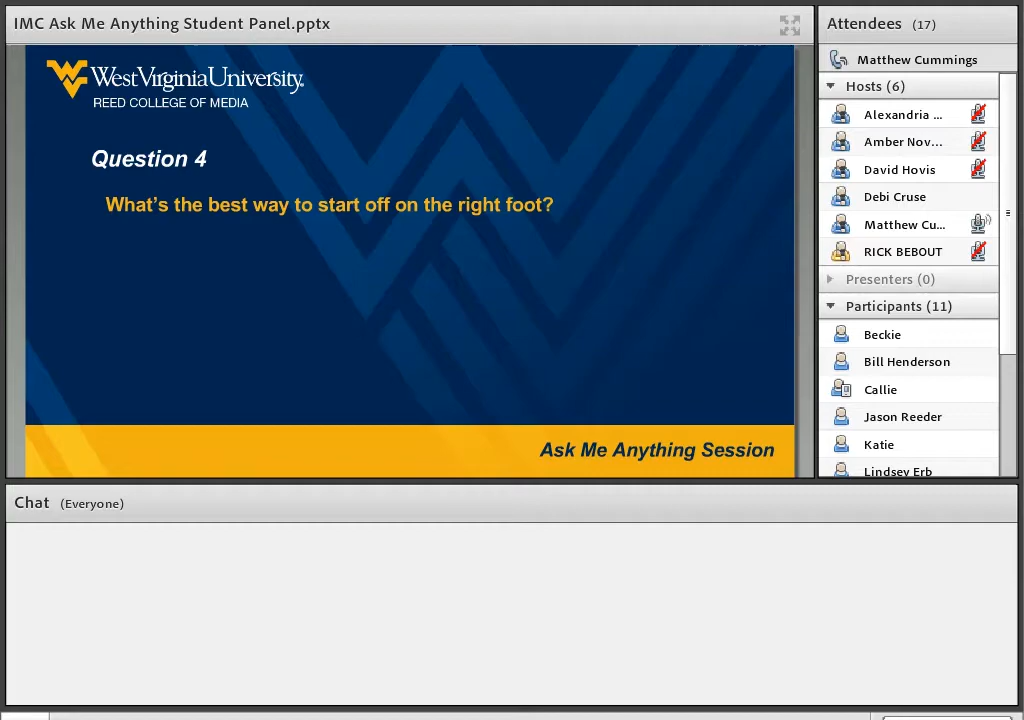 IMC Ask Me Anything Student Panel.pptx
WestVirginiaUniversity.
REED COLLEGE OF MEDIA
Question 4
What's the best way to start off on the right foot?
Ask Me Anything Session
Attendees (17)
Matthew Cummings
Hosts (6)
Alexandria ...
Amber Nov...
David Hovis
Debi Cruse
Matthew Cu...
RICK BEBOUT
Presenters (0)
Participants (11)
Beckie
Bill Henderson
Callie
Jason Reeder
Katie
Lindsey Erb
Chat (Everyone)